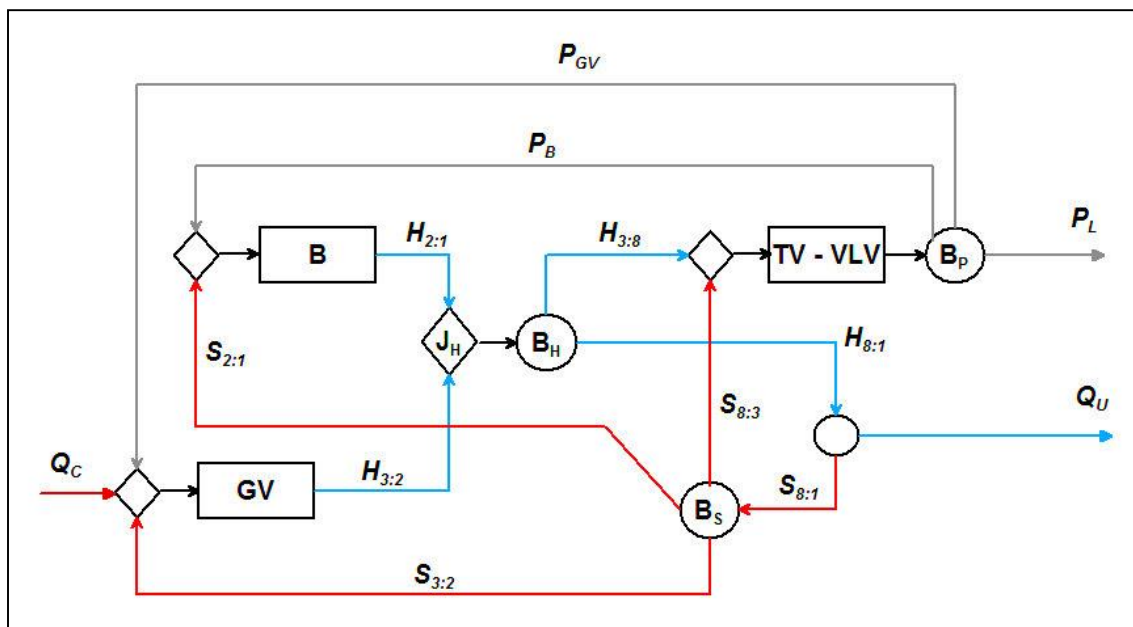 P_GV
P_B
H_2:1
H_3:8
P_L
B
TV - VLV
B_P
S_2:1
J_H
B_H
H_8:1
S_8:3
Q_U
Q_C
GV
H_3:2
S_8:1
B_S
S_3:2